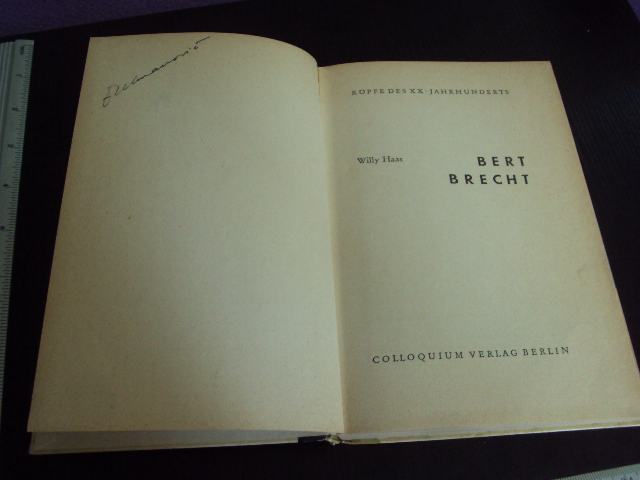 KÖPFE DES XX. JAHRHUNDERTS
Willy Haas
BERT
BRECHT
COLLOQUIUM VERLAG BERLIN